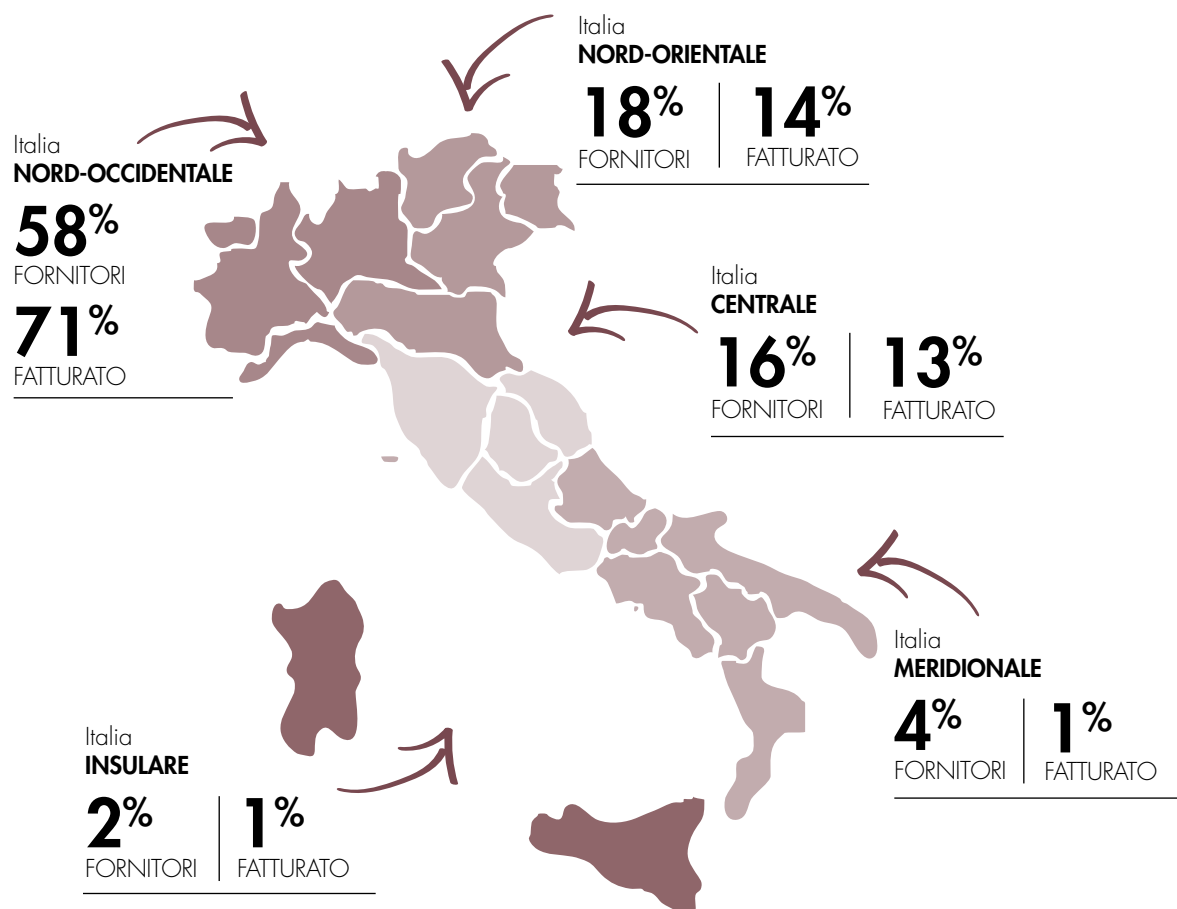 Italia
NORD-ORIENTALE
18% 14%
FORNITORI FATTURATO
Italia
NORD-OCCIDENTALE
58%
FORNITORI
71%
FATTURATO
Italia
CENTRALE
16% 13%
FORNITORI FATTURATO
Italia
MERIDIONALE
4% 1%
FORNITORI FATTURATO
Italia
INSULARE
2% 1%
FORNITORI FATTURATO